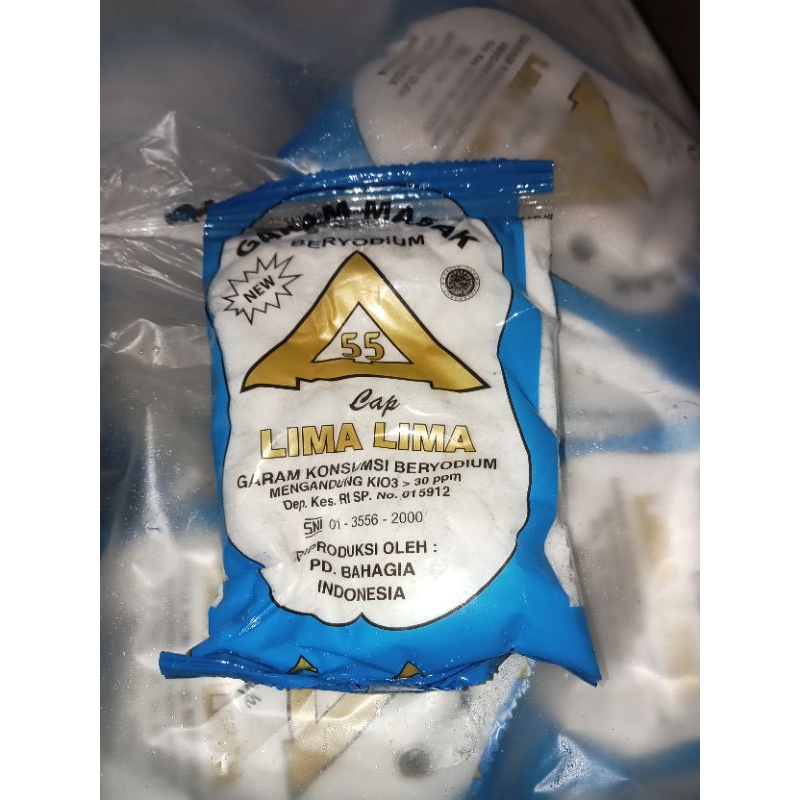 GARAM MASAK
BERYODIUM
NEW
55
Cap
LIMA LIMA
GARAM KONSUMSI BERYODIUM
MENGANDUNG KIO3 > 30 ppm
Dep. Kes. RI SP. No. 015912
SNI 01 - 3556 - 2000
DIPRODUKSI OLEH :
PD. BAHAGIA
INDONESIA